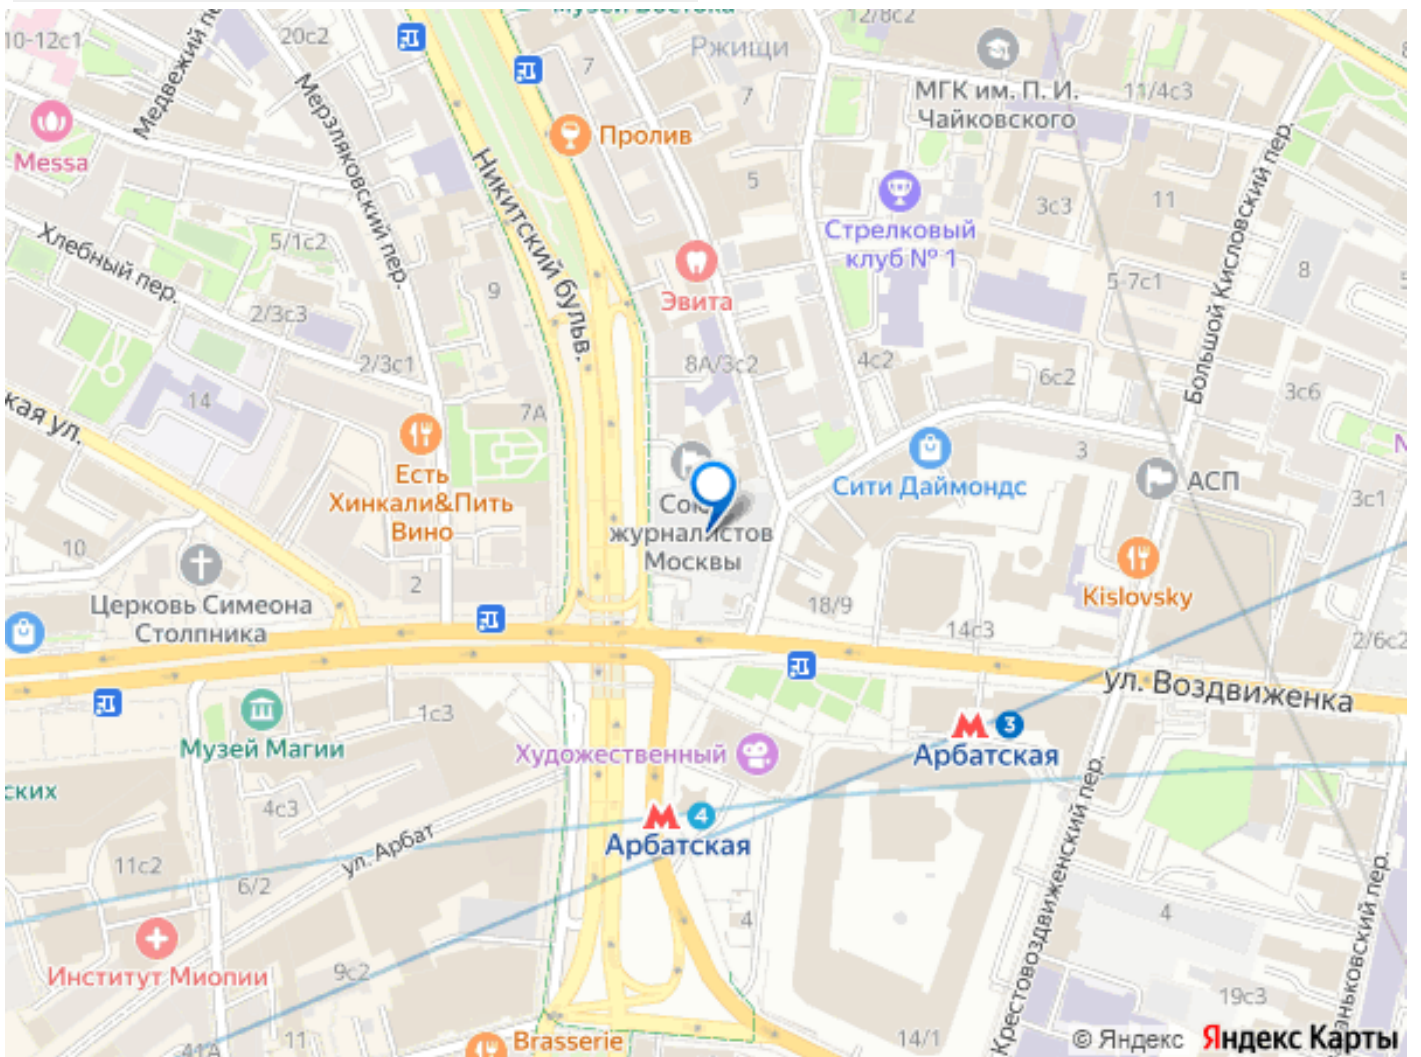 Музей Востока
12/8с2
10-12с1
20с2
Медвежий пе
Мерзляковский пер.
7
Ржищи
МГК им. П. И.
Чайковского
11/4с3
7
Messa
Пролив
Никитский бульв.
5
Стрелковый
клуб № 1
3с3
11
Большой Кисловский пер.
5/1с2
Хлебный пер.
9
Эвита
5-7с1
8
2/3с3
2/3с1
8А/3с2
4с2
6с2
3с6
14
7А
кая ул.
Есть
Хинкали&Пить
Вино
Сити Даймондс
3
АСП
3с1
журналистов
Москвы
10
2
Церковь Симеона
Столпника
18/9
14с3
Kislovsky
2/6с2
ул. Воздвиженка
Музей Магии
1с3
Художественный
М 3
Арбатская
ских
4с3
ул. Арбат
М 4
Арбатская
Крестовоздвиженский пер.
11с2
6/2
4
4
Институт Миопии
9с2
19с3
аньковский пер.
41А
11
Brasserie
14/1
© Яндекс Яндекс Карты